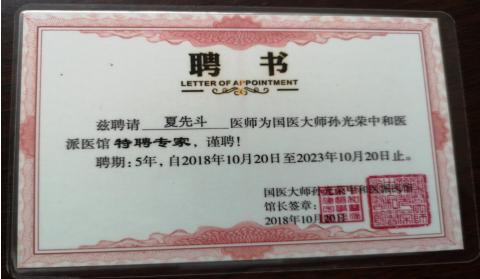 聘书
LETTER OF APPOINTMENT
兹聘请 夏先斗 医师为国医大师孙光荣中和医
派医馆特聘专家，谨聘！
聘期：5年，自2018年10月20日至2023年10月20日止。
国医大师孙光荣中和医派医馆
馆长签章：
2018年10月20日